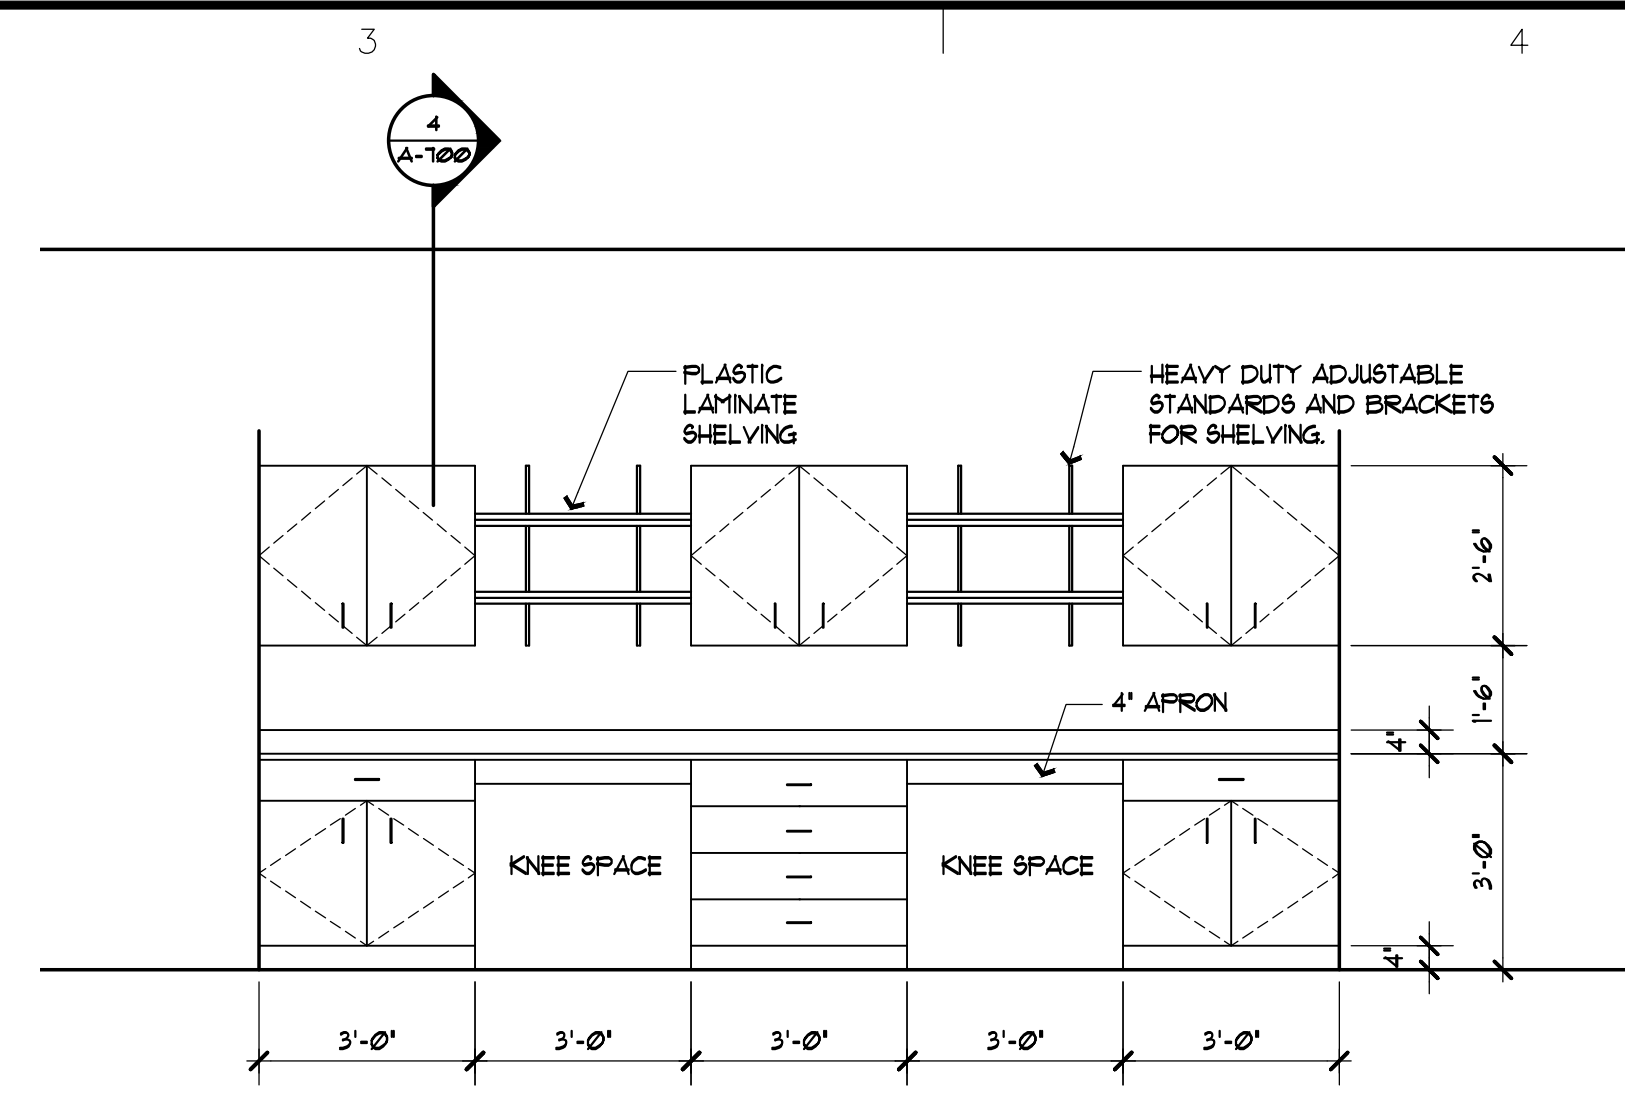 3
4
4
A-700
PLASTIC
LAMINATE
SHELVING
HEAVY DUTY ADJUSTABLE
STANDARDS AND BRACKETS
FOR SHELVING.
2'-6"
1'-6"
4" APRON
4"
KNEE SPACE
KNEE SPACE
3'-0"
4"
3'-0"
3'-0"
3'-0"
3'-0"
3'-0"